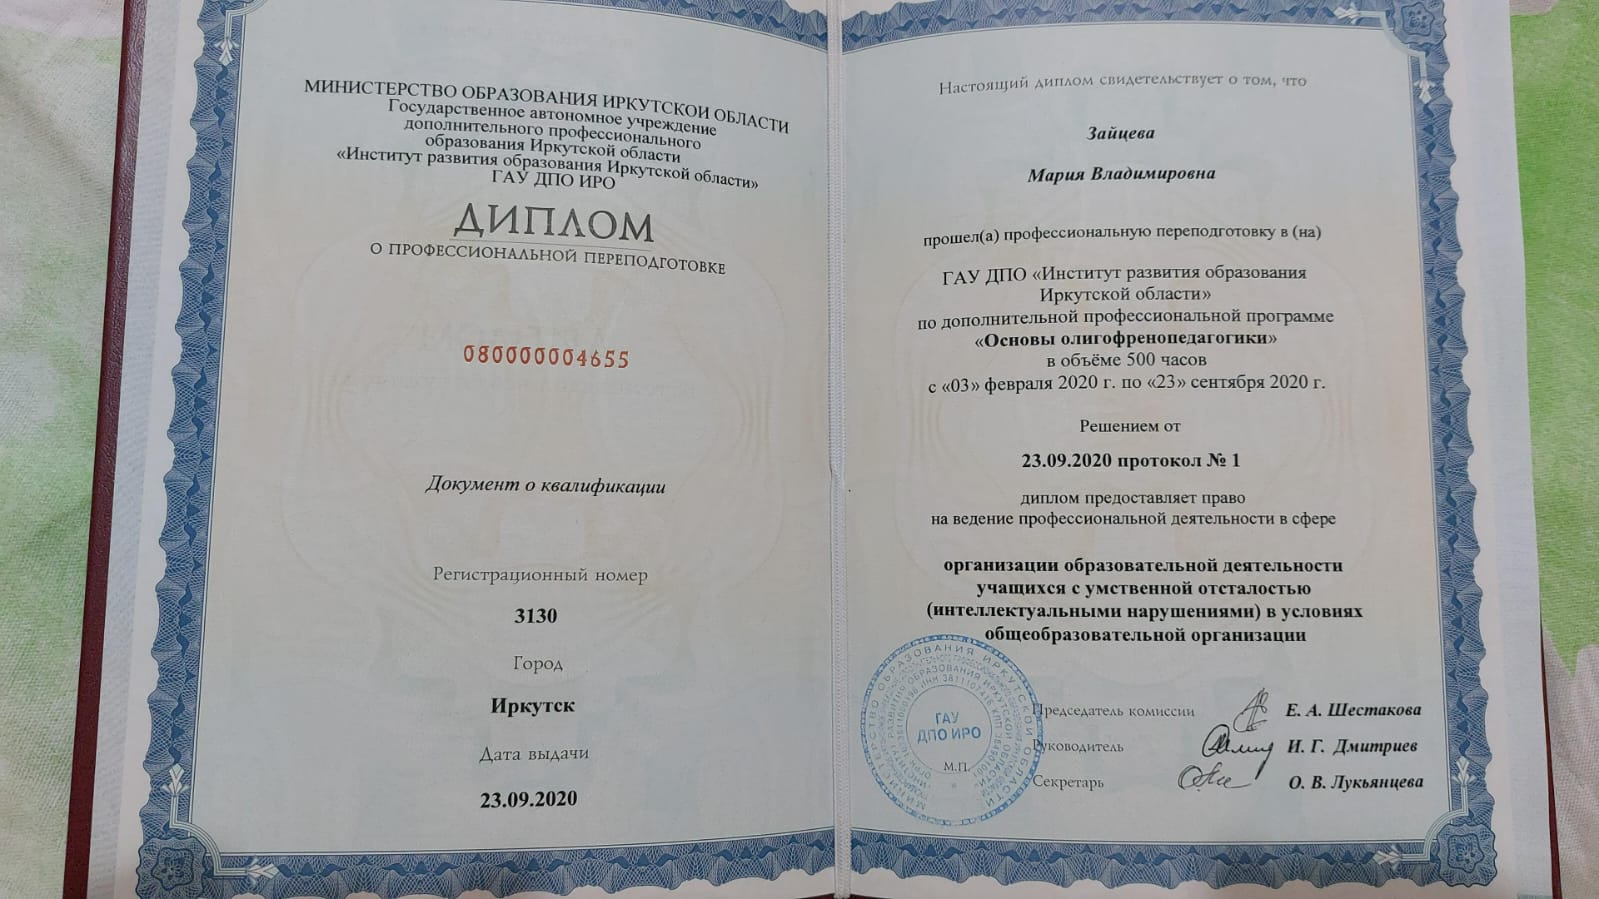 МИНИСТЕРСТВО ОБРАЗОВАНИЯ ИРКУТСКОЙ ОБЛАСТИ
Государственное автономное учреждение
дополнительного профессионального
образования Иркутской области
«Институт развития образования Иркутской области»
ГАУ ДПО ИРО
ДИПЛОМ
О ПРОФЕССИОНАЛЬНОЙ ПЕРЕПОДГОТОВКЕ
080000004655
Документ о квалификации
Регистрационный номер
3130
Город
Иркутск
Дата выдачи
23.09.2020
Настоящий диплом свидетельствует о том, что
Зайцева
Мария Владимировна
прошел(а) профессиональную переподготовку в (на)
ГАУ ДПО «Институт развития образования
Иркутской области»
по дополнительной профессиональной программе
«Основы олигофренопедагогики»
в объёме 500 часов
с «03» февраля 2020 г. по «23» сентября 2020 г.
Решением от
23.09.2020 протокол № 1
диплом предоставляет право
на ведение профессиональной деятельности в сфере
организации образовательной деятельности
учащихся с умственной отсталостью
(интеллектуальными нарушениями) в условиях
общеобразовательной организации
Председатель комиссии Е. А. Шестакова
Руководитель И. Г. Дмитриев
Секретарь О. В. Лукьянцева
МИНИСТЕРСТВО ОБРАЗОВАНИЯ ИРКУТСКОЙ ОБЛАСТИ
ГАУ
ДПО ИРО
М.П.